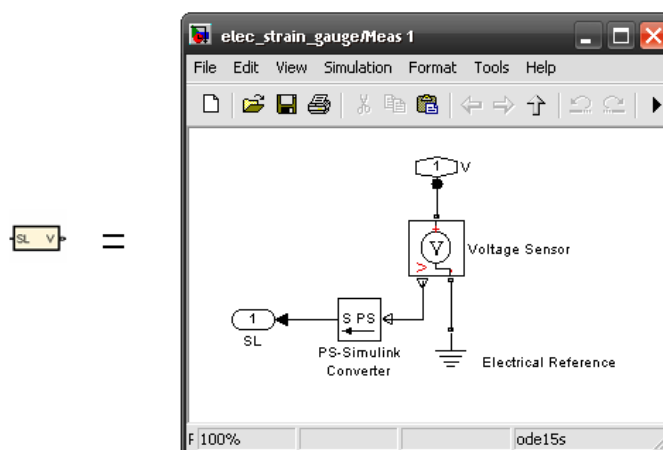 elec_strain_gauge/Meas 1
File Edit View Simulation Format Tools Help
1
V
SL V
=
V
Voltage Sensor
1
SL
S PS
PS-Simulink
Converter
Electrical Reference
F 100%
ode15s